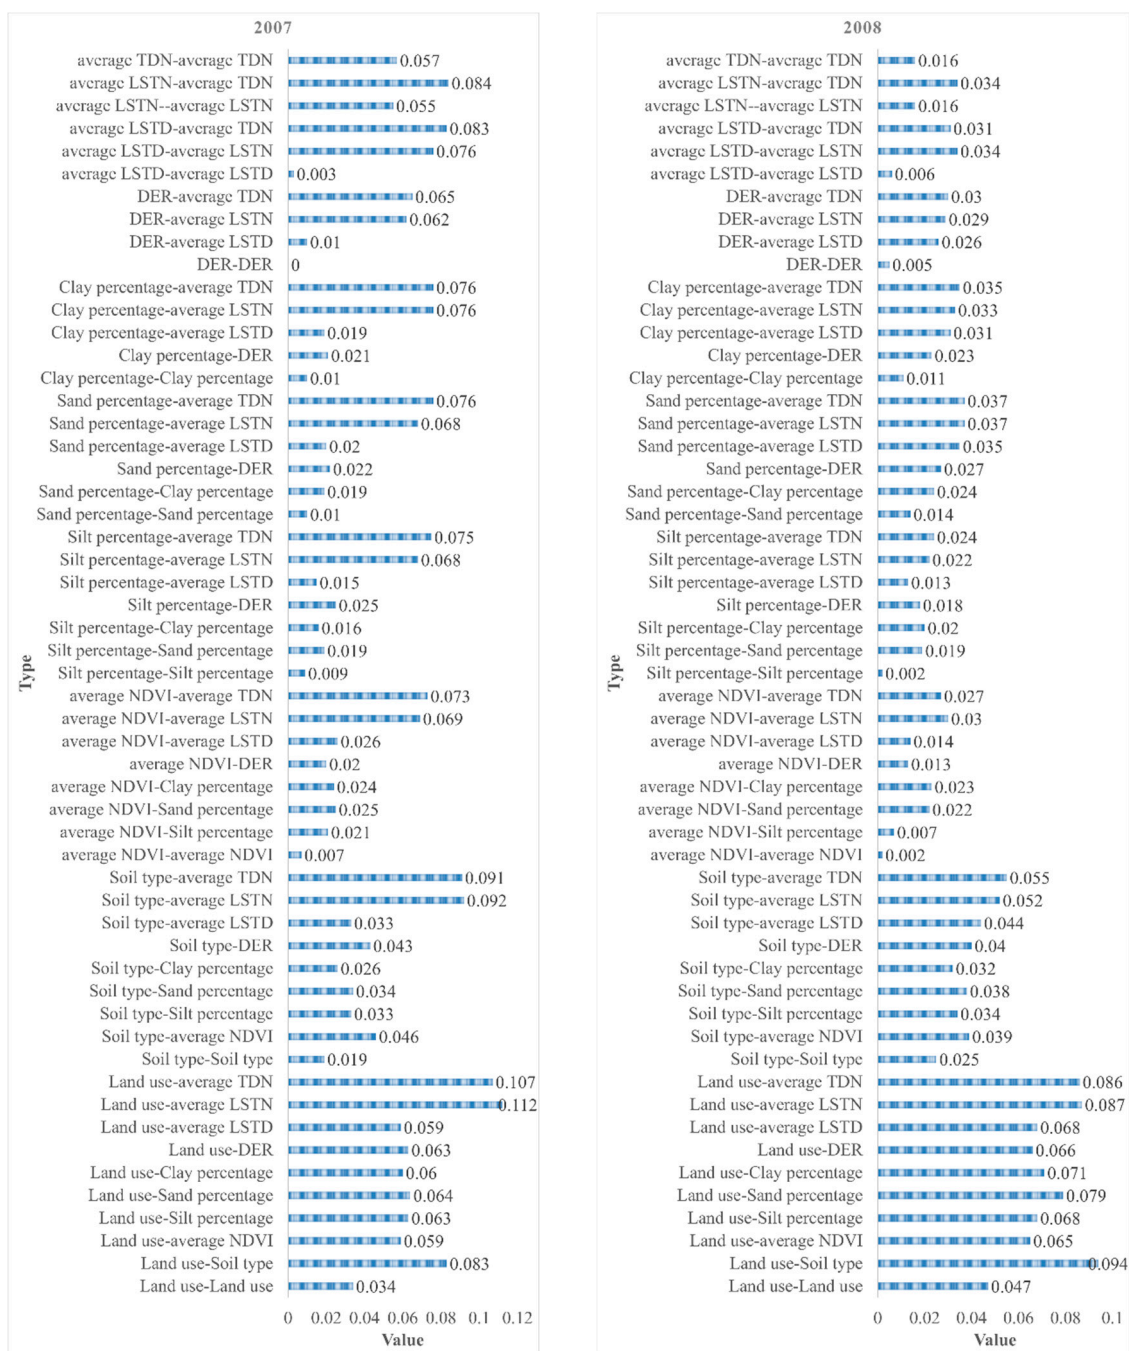 2007
average TDN-average TDN 0.057
average LSTN-average TDN 0.084
average LSTN--average LSTN 0.055
average LSTD-average TDN 0.083
average LSTD-average LSTN 0.076
average LSTD-average LSTD 0.003
DER-average TDN 0.065
DER-average LSTN 0.062
DER-average LSTD 0.01
DER-DER 0
Clay percentage-average TDN 0.076
Clay percentage-average LSTN 0.076
Clay percentage-average LSTD 0.019
Clay percentage-DER 0.021
Clay percentage-Clay percentage 0.01
Sand percentage-average TDN 0.076
Sand percentage-average LSTN 0.068
Sand percentage-average LSTD 0.02
Sand percentage-DER 0.022
Sand percentage-Clay percentage 0.019
Sand percentage-Sand percentage 0.01
Silt percentage-average TDN 0.075
Silt percentage-average LSTN 0.068
Silt percentage-average LSTD 0.015
Silt percentage-DER 0.025
Silt percentage-Clay percentage 0.016
Silt percentage-Sand percentage 0.019
Silt percentage-Silt percentage 0.009
average NDVI-average TDN 0.073
average NDVI-average LSTN 0.069
average NDVI-average LSTD 0.026
average NDVI-DER 0.02
average NDVI-Clay percentage 0.024
average NDVI-Sand percentage 0.025
average NDVI-Silt percentage 0.021
average NDVI-average NDVI 0.007
Soil type-average TDN 0.091
Soil type-average LSTN 0.092
Soil type-average LSTD 0.033
Soil type-DER 0.043
Soil type-Clay percentage 0.026
Soil type-Sand percentage 0.034
Soil type-Silt percentage 0.033
Soil type-average NDVI 0.046
Soil type-Soil type 0.019
Land use-average TDN 0.107
Land use-average LSTN 0.112
Land use-average LSTD 0.059
Land use-DER 0.063
Land use-Clay percentage 0.06
Land use-Sand percentage 0.064
Land use-Silt percentage 0.063
Land use-average NDVI 0.059
Land use-Soil type 0.083
Land use-Land use 0.034
Type
0 0.02 0.04 0.06 0.08 0.1 0.12
Value
2008
average TDN-average TDN 0.016
average LSTN-average TDN 0.034
average LSTN--average LSTN 0.016
average LSTD-average TDN 0.031
average LSTD-average LSTN 0.034
average LSTD-average LSTD 0.006
DER-average TDN 0.03
DER-average LSTN 0.029
DER-average LSTD 0.026
DER-DER 0.005
Clay percentage-average TDN 0.035
Clay percentage-average LSTN 0.033
Clay percentage-average LSTD 0.031
Clay percentage-DER 0.023
Clay percentage-Clay percentage 0.011
Sand percentage-average TDN 0.037
Sand percentage-average LSTN 0.037
Sand percentage-average LSTD 0.035
Sand percentage-DER 0.027
Sand percentage-Clay percentage 0.024
Sand percentage-Sand percentage 0.014
Silt percentage-average TDN 0.024
Silt percentage-average LSTN 0.022
Silt percentage-average LSTD 0.013
Silt percentage-DER 0.018
Silt percentage-Clay percentage 0.02
Silt percentage-Sand percentage 0.019
Silt percentage-Silt percentage 0.002
average NDVI-average TDN 0.027
average NDVI-average LSTN 0.03
average NDVI-average LSTD 0.014
average NDVI-DER 0.013
average NDVI-Clay percentage 0.023
average NDVI-Sand percentage 0.022
average NDVI-Silt percentage 0.007
average NDVI-average NDVI 0.002
Soil type-average TDN 0.055
Soil type-average LSTN 0.052
Soil type-average LSTD 0.044
Soil type-DER 0.04
Soil type-Clay percentage 0.032
Soil type-Sand percentage 0.038
Soil type-Silt percentage 0.034
Soil type-average NDVI 0.039
Soil type-Soil type 0.025
Land use-average TDN 0.086
Land use-average LSTN 0.087
Land use-average LSTD 0.068
Land use-DER 0.066
Land use-Clay percentage 0.071
Land use-Sand percentage 0.079
Land use-Silt percentage 0.068
Land use-average NDVI 0.065
Land use-Soil type 0.094
Land use-Land use 0.047
Type
0 0.02 0.04 0.06 0.08 0.1
Value